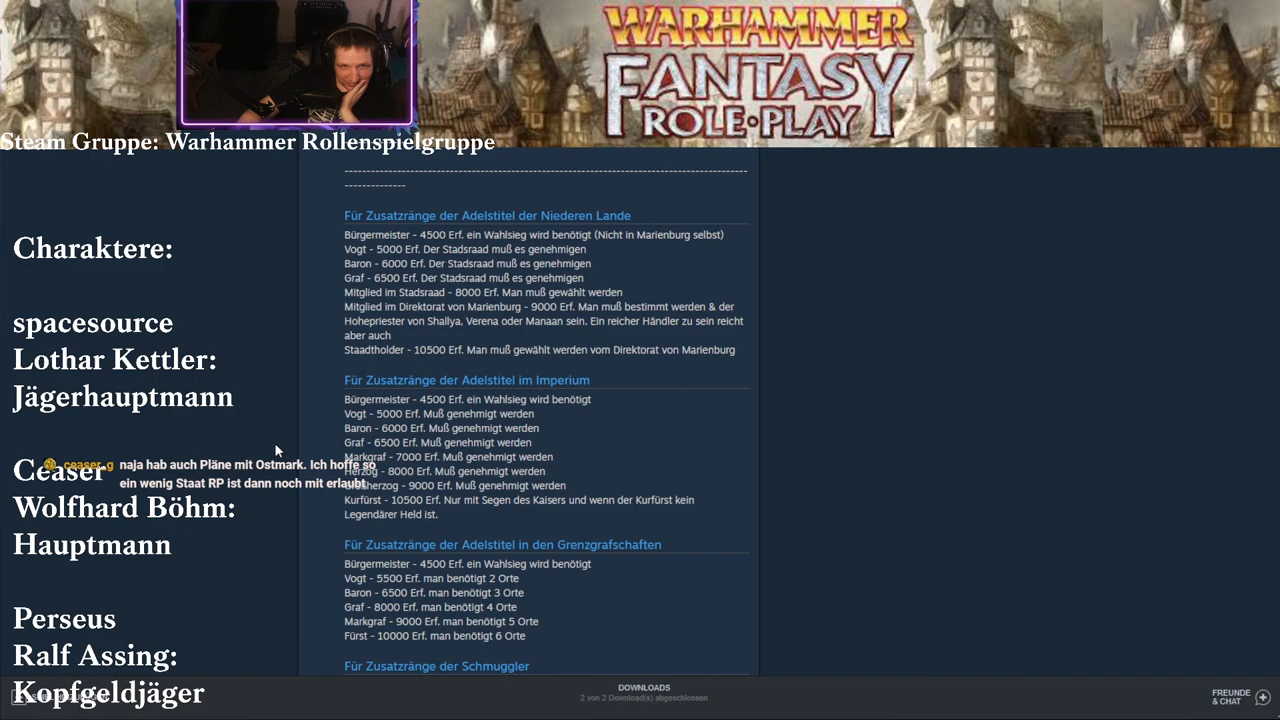 WARHAMMER
FANTASY
ROLE·PLAY
Steam Gruppe: Warhammer Rollenspielgruppe
Charaktere:
spacesource
Lothar Kettler:
Jägerhauptmann
Ceaser
ceaser_g naja hab auch Pläne mit Ostmark. Ich hoffe so
ein wenig Staat RP ist dann noch mit erlaubt
Wolfhard Böhm:
Hauptmann
Perseus
Ralf Assing:
Kopfgeldjäger
--------------------------------------------------------------------------------------------
--------------
Für Zusatzränge der Adelstitel der Niederen Lande
Bürgermeister - 4500 Erf. ein Wahlsieg wird benötigt (Nicht in Marienburg selbst)
Vogt - 5000 Erf. Der Stadsraad muß es genehmigen
Baron - 6000 Erf. Der Stadsraad muß es genehmigen
Graf - 6500 Erf. Der Stadsraad muß es genehmigen
Mitglied im Stadsraad - 8000 Erf. Man muß gewählt werden
Mitglied im Direktorat von Marienburg - 9000 Erf. Man muß bestimmt werden & der
Hohepriester von Shallya, Verena oder Manaan sein. Ein reicher Händler zu sein reicht
aber auch
Staadtholder - 10500 Erf. Man muß gewählt werden vom Direktorat von Marienburg
Für Zusatzränge der Adelstitel im Imperium
Bürgermeister - 4500 Erf. ein Wahlsieg wird benötigt
Vogt - 5000 Erf. Muß genehmigt werden
Baron - 6000 Erf. Muß genehmigt werden
Graf - 6500 Erf. Muß genehmigt werden
Markgraf - 7000 Erf. Muß genehmigt werden
Herzog - 8000 Erf. Muß genehmigt werden
Großherzog - 9000 Erf. Muß genehmigt werden
Kurfürst - 10500 Erf. Nur mit Segen des Kaisers und wenn der Kurfürst kein
Legendärer Held ist.
Für Zusatzränge der Adelstitel in den Grenzgrafschaften
Bürgermeister - 4500 Erf. ein Wahlsieg wird benötigt
Vogt - 5500 Erf. man benötigt 2 Orte
Baron - 6500 Erf. man benötigt 3 Orte
Graf - 8000 Erf. man benötigt 4 Orte
Markgraf - 9000 Erf. man benötigt 5 Orte
Fürst - 10000 Erf. man benötigt 6 Orte
Für Zusatzränge der Schmuggler
DOWNLOADS
2 von 2 Download(s) abgeschlossen
FREUNDE
& CHAT